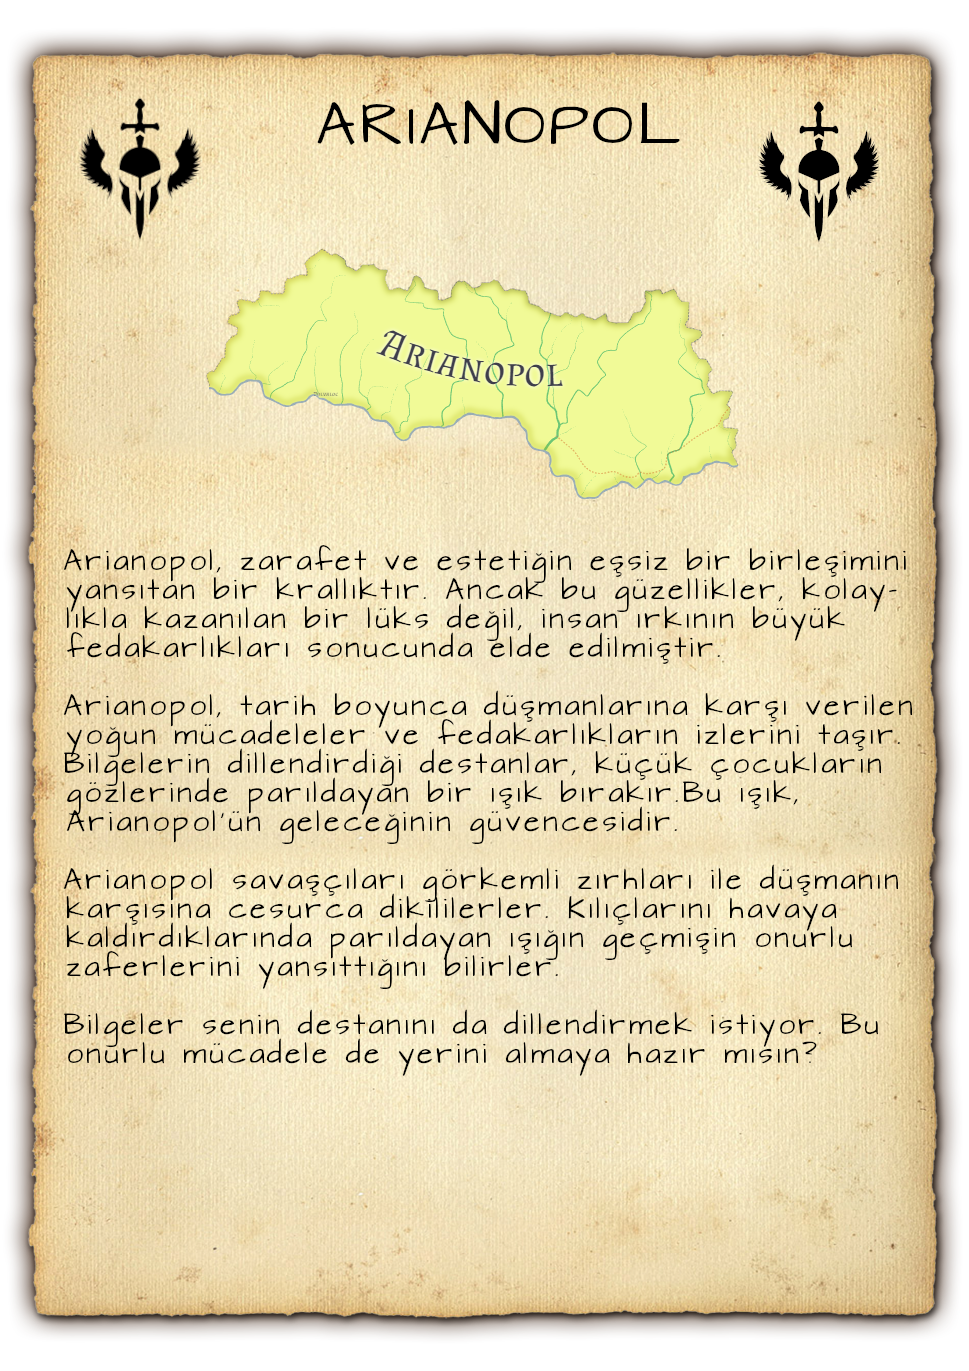 ARIANOPOL
ARIANOPOL
Arianopol, zarafet ve estetiğin eşsiz bir birleşimini
yansıtan bir krallıktır. Ancak bu güzellikler, kolay-
lıkla kazanılan bir lüks değil, insan ırkının büyük
fedakarlıkları sonucunda elde edilmiştir.
Arianopol, tarih boyunca düşmanlarına karşı verilen
yoğun mücadeleler ve fedakarlıkların izlerini taşır.
Bilgelerin dillendirdiği destanlar, küçük çocukların
gözlerinde parıldayan bir ışık bırakır.Bu ışık,
Arianopol'ün geleceğinin güvencesidir.
Arianopol savaşçıları görkemli zırhları ile düşmanın
karşısına cesurca dikililerler. Kılıçlarını havaya
kaldırdıklarında parıldayan ışığın geçmişin onurlu
zaferlerini yansıttığını bilirler.
Bilgeler senin destanını da dillendirmek istiyor. Bu
onurlu mücadele de yerini almaya hazır mısın?